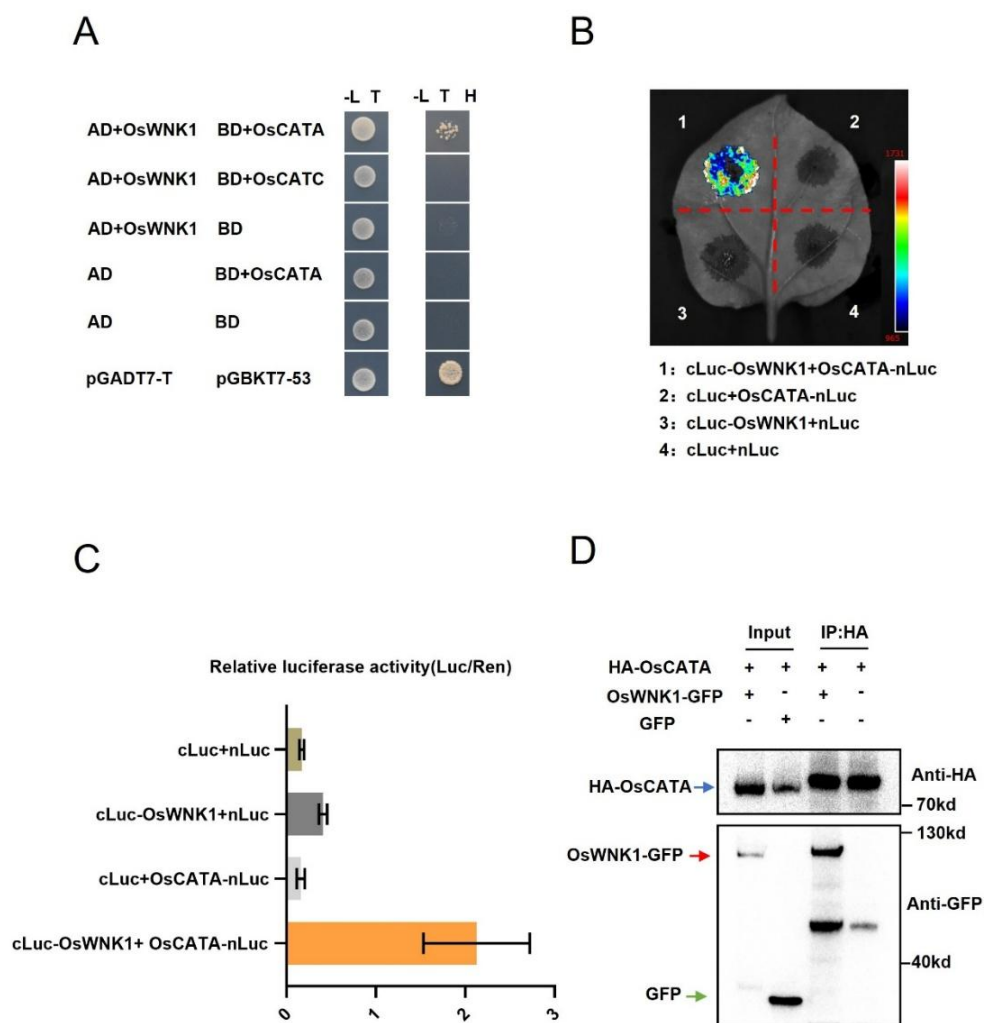 A
-L T -L T H
AD+OsWNK1 BD+OsCATA
AD+OsWNK1 BD+OsCATC
AD+OsWNK1 BD
AD BD+OsCATA
AD BD
pGADT7-T pGBKT7-53
B
1 2
1731
3 4
965
1: cLuc-OsWNK1+OsCATA-nLuc
2: cLuc+OsCATA-nLuc
3: cLuc-OsWNK1+nLuc
4: cLuc+nLuc
C
Relative luciferase activity(Luc/Ren)
cLuc+nLuc
cLuc-OsWNK1+nLuc
cLuc+OsCATA-nLuc
cLuc-OsWNK1+ OsCATA-nLuc
0 1 2 3
D
Input IP:HA
HA-OsCATA + + + +
OsWNK1-GFP + - + -
GFP - + - -
HA-OsCATA Anti-HA
70kd
130kd
OsWNK1-GFP
Anti-GFP
40kd
GFP